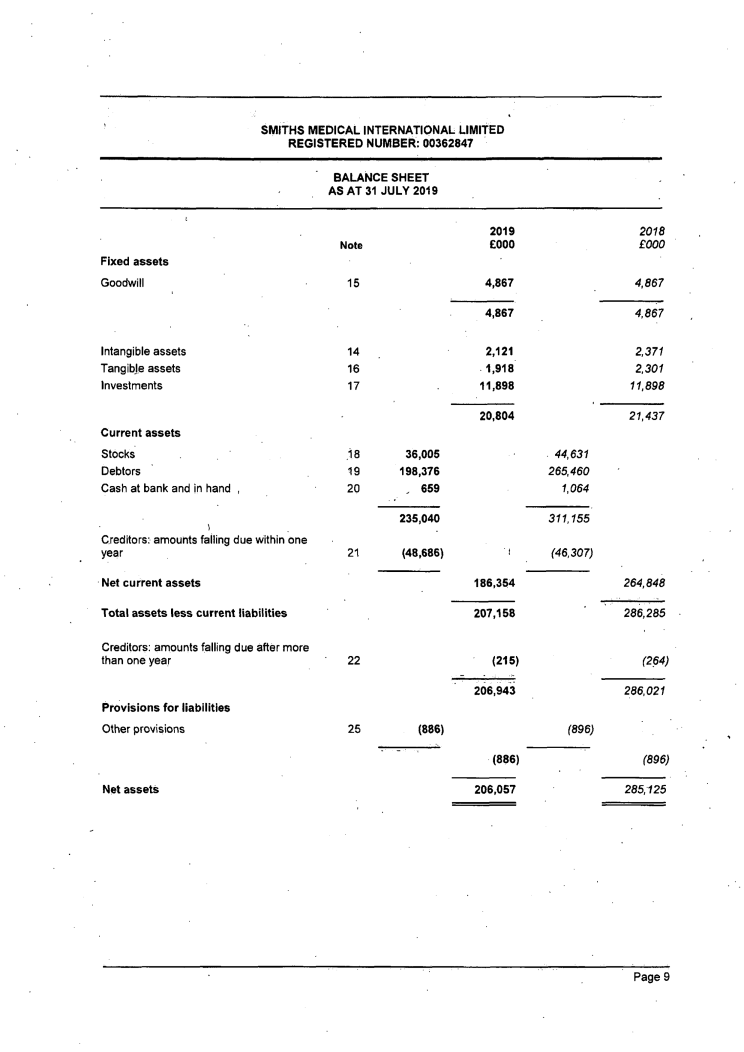 SMITHS MEDICAL INTERNATIONAL LIMITED
REGISTERED NUMBER: 00362847
BALANCE SHEET
AS AT 31 JULY 2019
2019 2018
Note £000 £000
Fixed assets
Goodwill 15 4,867 4,867
4,867 4,867
Intangible assets 14 2,121 2,371
Tangible assets 16 1,918 2,301
Investments 17 11,898 11,898
20,804 21,437
Current assets
Stocks 18 36,005 44,631
Debtors 19 198,376 265,460
Cash at bank and in hand 20 659 1,064
235,040 311,155
Creditors: amounts falling due within one
year 21 (48,686) (46,307)
Net current assets 186,354 264,848
Total assets less current liabilities 207,158 286,285
Creditors: amounts falling due after more
than one year 22 (215) (264)
206,943 286,021
Provisions for liabilities
Other provisions 25 (886) (896)
(886) (896)
Net assets 206,057 285,125
Page 9